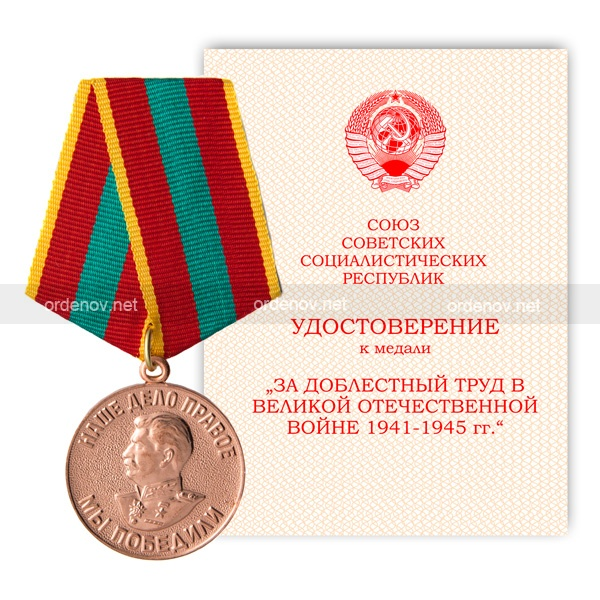 СОЮЗ
СОВЕТСКИХ
СОЦИАЛИСТИЧЕСКИХ
РЕСПУБЛИК
УДОСТОВЕРЕНИЕ
к медали
„ЗА ДОБЛЕСТНЫЙ ТРУД В
ВЕЛИКОЙ ОТЕЧЕСТВЕННОЙ
ВОЙНЕ 1941-1945 гг.“
НАШЕ ДЕЛО ПРАВОЕ
МЫ ПОБЕДИЛИ
ordenov.net ordenov.net ordenov.net